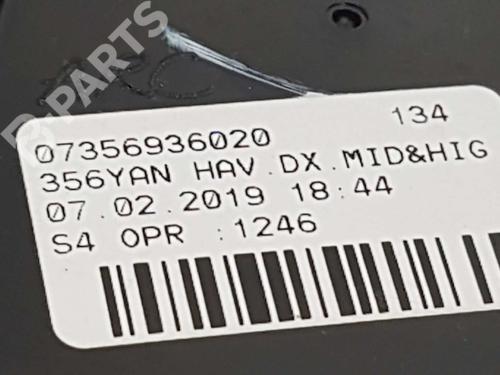 B-PARTS
07356936020 134
356YAN HAV.DX.MID&HIG
07.02.2019 18:44
S4 OPR :1246